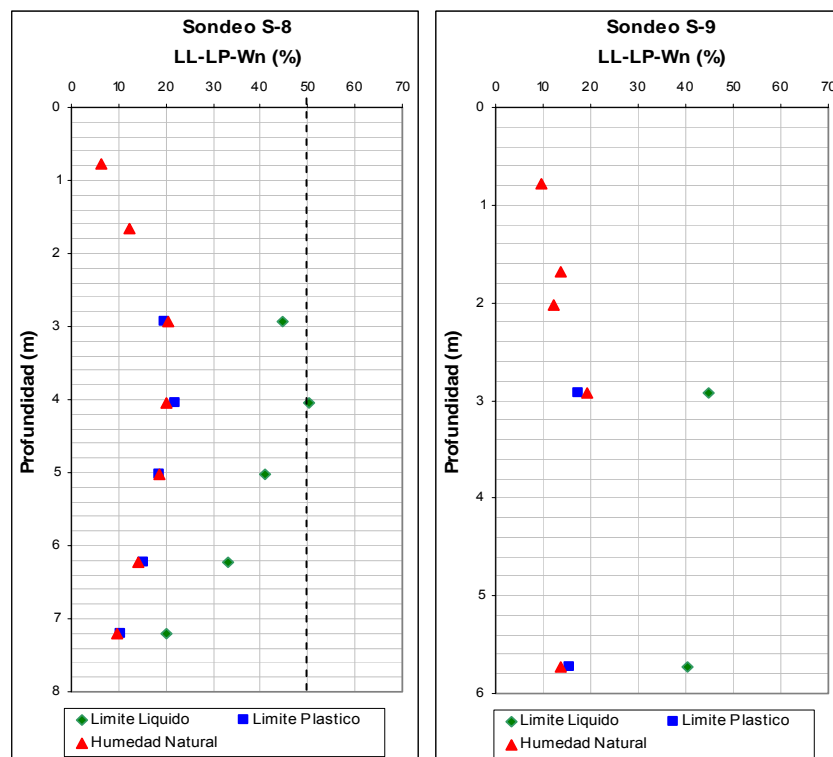 Sondeo S-8
LL-LP-Wn (%)
0 10 20 30 40 50 60 70
0
1
2
3
4
5
6
7
8
Profundidad (m)
Limite Liquido
Limite Plastico
Humedad Natural
Sondeo S-9
LL-LP-Wn (%)
0 10 20 30 40 50 60 70
0
1
2
3
4
5
6
Profundidad (m)
Limite Liquido
Limite Plastico
Humedad Natural